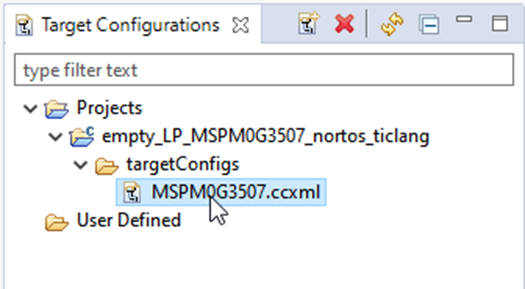 Target Configurations
type filter text
Projects
empty_LP_MSPM0G3507_nortos_ticlang
targetConfigs
MSPM0G3507.ccxml
User Defined